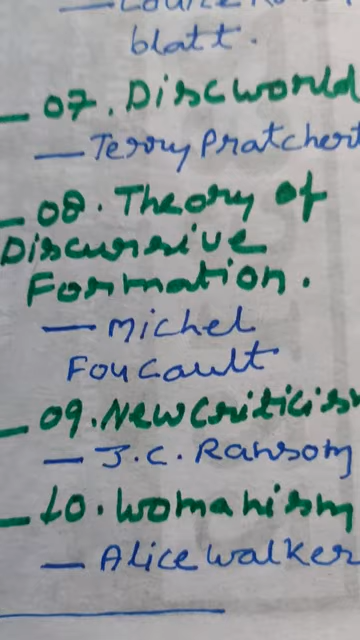 blatt.
_ 07. Discworld
— Terry Pratchert
_ 08. Theory of
Discursive
Formation.
— Michel
Foucault
_ 09. New Criticism
— J.C. Ransom
_ 10. Womanism
— Alice Walker